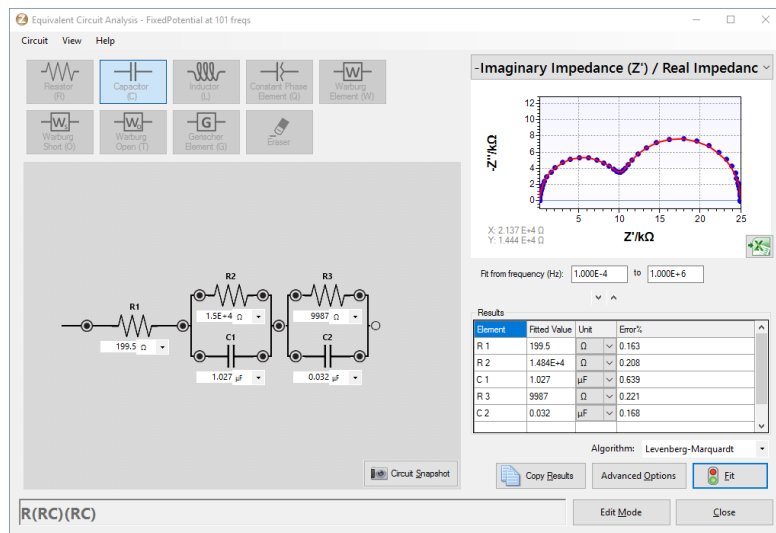 Equivalent Circuit Analysis - FixedPotential at 101 freqs
Circuit View Help
Resistor (R)
Capacitor (C)
Inductor (L)
Constant Phase Element (Q)
Warburg Element (W)
Warburg Short (O)
Warburg Open (T)
Gerischer Element (G)
Eraser
R1
199.5 Ω
R2
1.5E+4 Ω
C1
1.027 µF
R3
9987 Ω
C2
0.032 µF
Circuit Snapshot
R(RC)(RC)
-Imaginary Impedance (Z') / Real Impedanc
-Z''/kΩ
12
10
8
6
4
2
0
5 10 15 20 25
Z'/kΩ
X: 2.137 E+4 Ω
Y: 1.444 E+4 Ω
Fit from frequency (Hz): 1.000E-4 to 1.000E+6
Results
Element Fitted Value Unit Error%
R 1 199.5 Ω 0.163
R 2 1.484E+4 Ω 0.208
C 1 1.027 µF 0.639
R 3 9987 Ω 0.221
C 2 0.032 µF 0.168
Algorithm: Levenberg-Marquardt
Copy Results Advanced Options Fit
Edit Mode Close